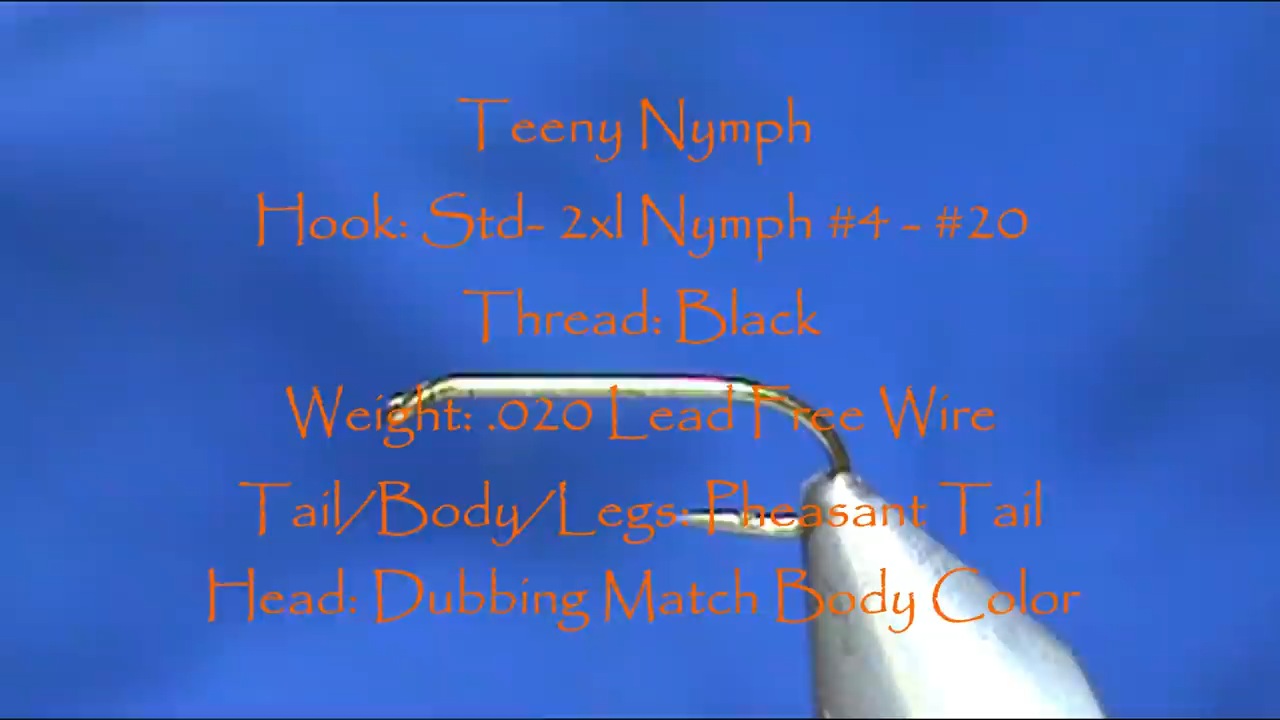 Teeny Nymph
Hook: Std- 2xl Nymph #4 - #20
Thread: Black
Weight: .020 Lead Free Wire
Tail/Body/Legs: Pheasant Tail
Head: Dubbing Match Body Color